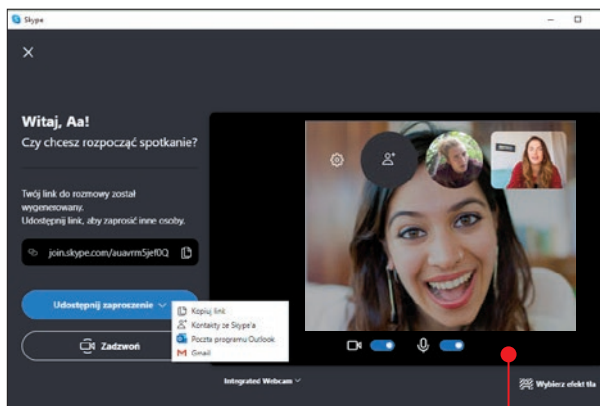 Skype
Witaj, Aa!
Czy chcesz rozpocząć spotkanie?
Twój link do rozmowy został
wygenerowany.
Udostępnij link, aby zaprosić inne osoby.
join.skype.com/auavrm5jef0Q
Udostępnij zaproszenie
Kopiuj link
Kontakty ze Skype'a
Poczta programu Outlook
Gmail
Zadzwoń
Integrated Webcam
Wybierz efekt tła